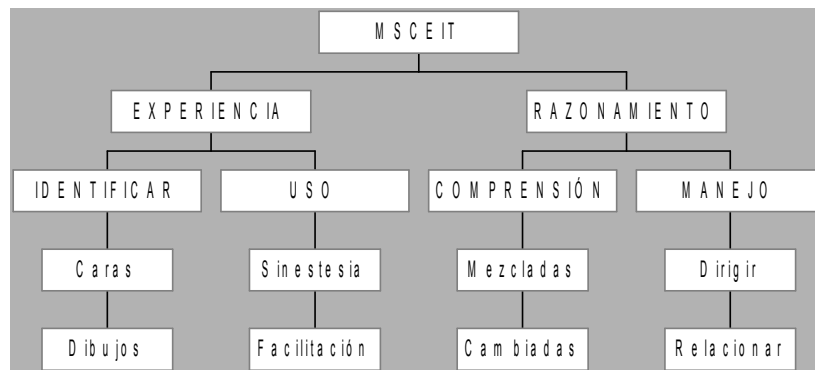 MSCEIT
EXPERIENCIA
RAZONAMIENTO
IDENTIFICAR
USO
COMPRENSIÓN
MANEJO
Caras
Sinestesia
Mezcladas
Dirigir
Dibujos
Facilitación
Cambiadas
Relacionar